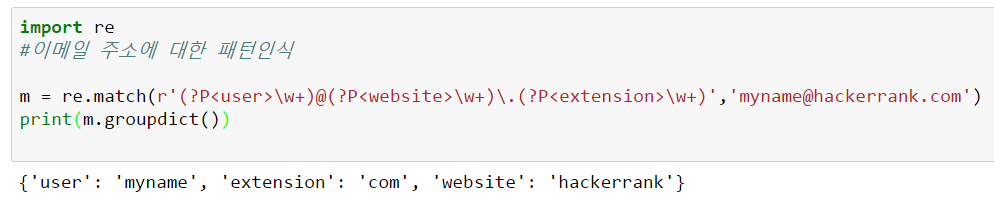 import re
#이메일 주소에 대한 패턴인식
m = re.match(r'(?P<user>\w+)@(?P<website>\w+)\.(?P<extension>\w+)','myname@hackerrank.com')
print(m.groupdict())
{'user': 'myname', 'extension': 'com', 'website': 'hackerrank'}